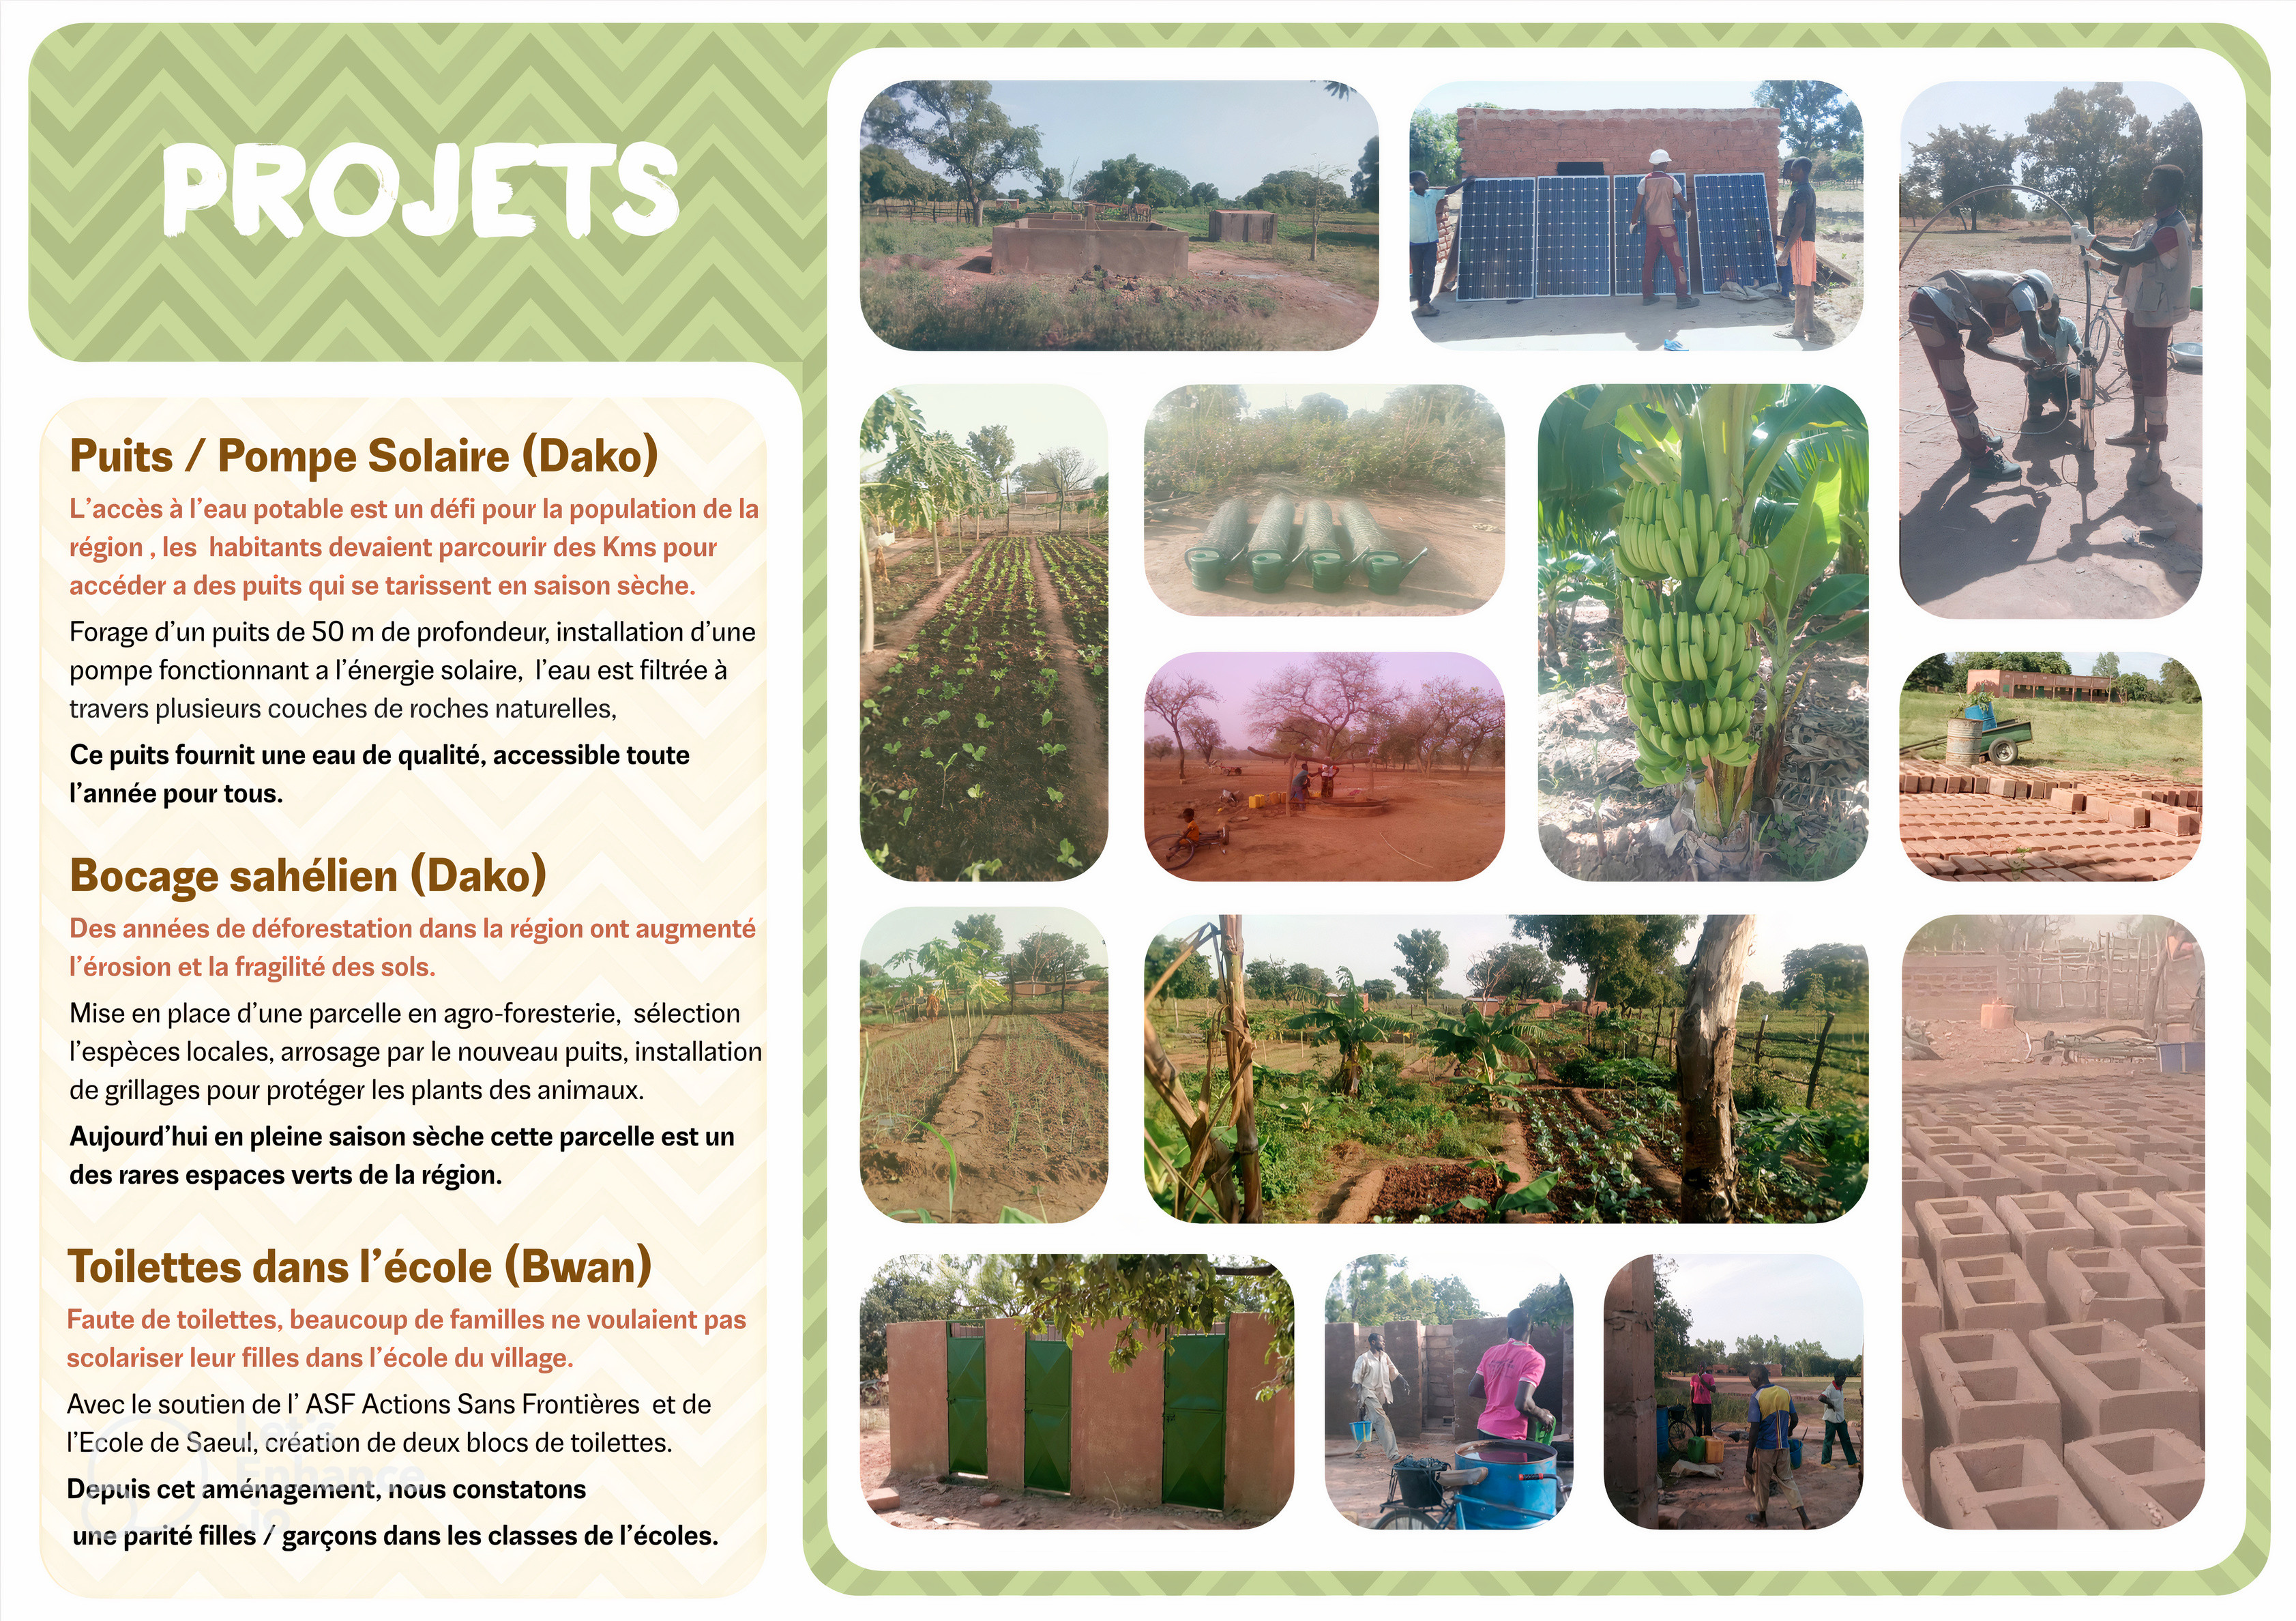 PROJETS
Puits / Pompe Solaire (Dako)
L'accès à l'eau potable est un défi pour la population de la
région , les  habitants devaient parcourir des Kms pour
accéder a des puits qui se tarissent en saison sèche.
Forage d'un puits de 50 m de profondeur, installation d'une
pompe fonctionnant a l'énergie solaire,  l'eau est filtrée à
travers plusieurs couches de roches naturelles,
Ce puits fournit une eau de qualité, accessible toute
l'année pour tous.
Bocage sahélien (Dako)
Des années de déforestation dans la région ont augmenté
l'érosion et la fragilité des sols.
Mise en place d'une parcelle en agro-foresterie,  sélection
l'espèces locales, arrosage par le nouveau puits, installation
de grillages pour protéger les plants des animaux.
Aujourd'hui en pleine saison sèche cette parcelle est un
des rares espaces verts de la région.
Toilettes dans l'école (Bwan)
Faute de toilettes, beaucoup de familles ne voulaient pas
scolariser leur filles dans l'école du village.
Avec le soutien de l' ASF Actions Sans Frontières  et de
l'Ecole de Saeul, création de deux blocs de toilettes.
Depuis cet aménagement, nous constatons
une parité filles / garçons dans les classes de l'écoles.
Let's
Enhance
.io